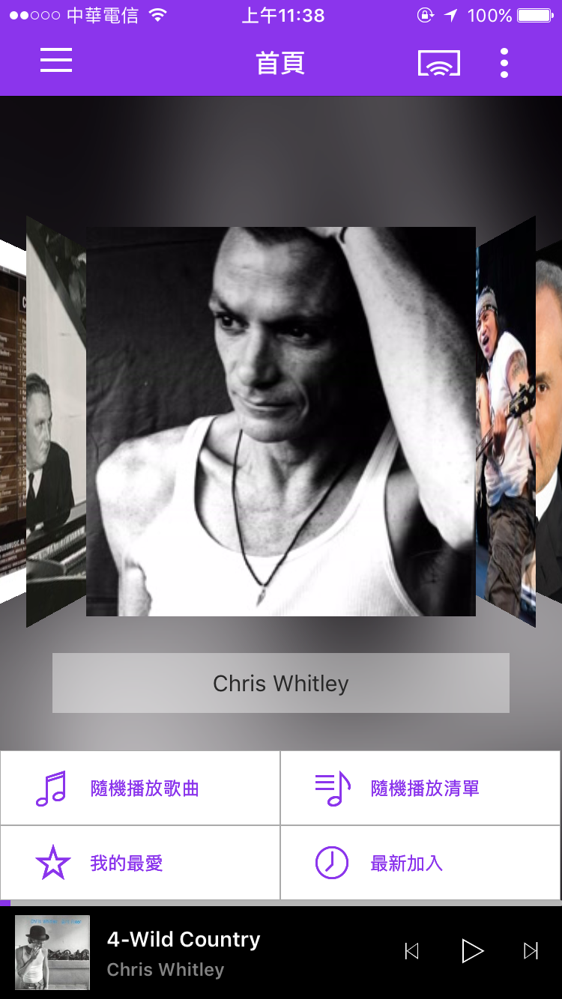 中華電信
上午11:38
100%
首頁
Chris Whitley
隨機播放歌曲
隨機播放清單
我的最愛
最新加入
4-Wild Country
Chris Whitley